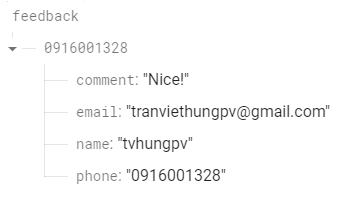 feedback
0916001328
comment: "Nice!"
email: "tranviethungpv@gmail.com"
name: "tvhungpv"
phone: "0916001328"